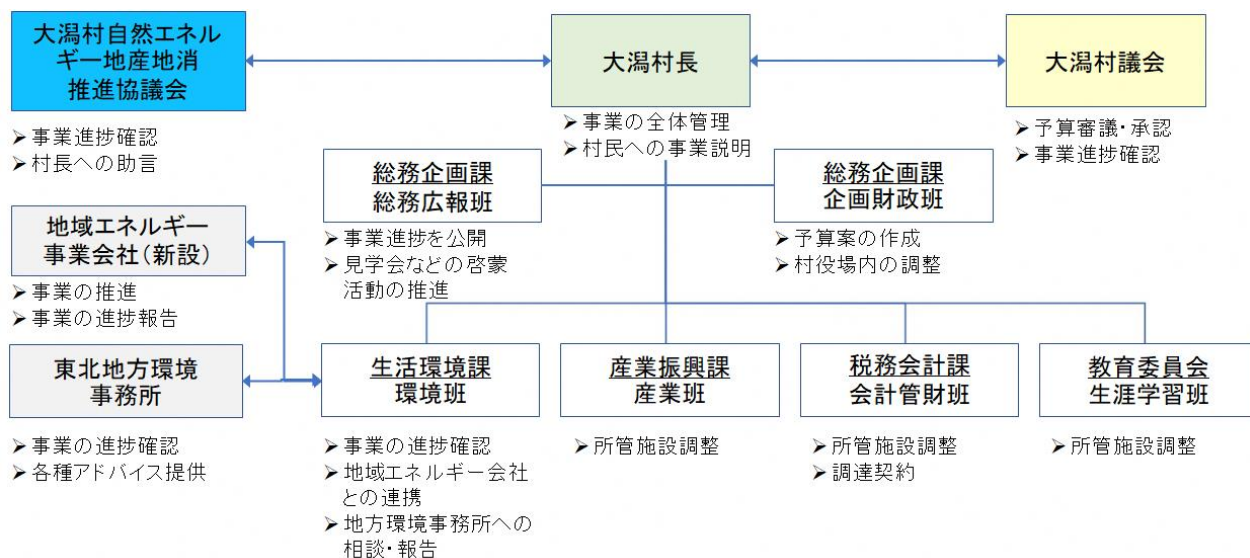 大潟村自然エネル
ギー地産地消
推進協議会
➤事業進捗確認
➤村長への助言
大潟村長
➤事業の全体管理
➤村民への事業説明
大潟村議会
➤予算審議・承認
➤事業進捗確認
総務企画課
総務広報班
➤事業進捗を公開
➤見学会などの啓蒙
活動の推進
総務企画課
企画財政班
➤予算案の作成
➤村役場内の調整
地域エネルギー
事業会社(新設)
➤事業の推進
➤事業の進捗報告
東北地方環境
事務所
➤事業の進捗確認
➤各種アドバイス提供
生活環境課
環境班
➤事業の進捗確認
➤地域エネルギー会社
との連携
➤地方環境事務所への
相談・報告
産業振興課
産業班
➤所管施設調整
税務会計課
会計管財班
➤所管施設調整
➤調達契約
教育委員会
生涯学習班
➤所管施設調整